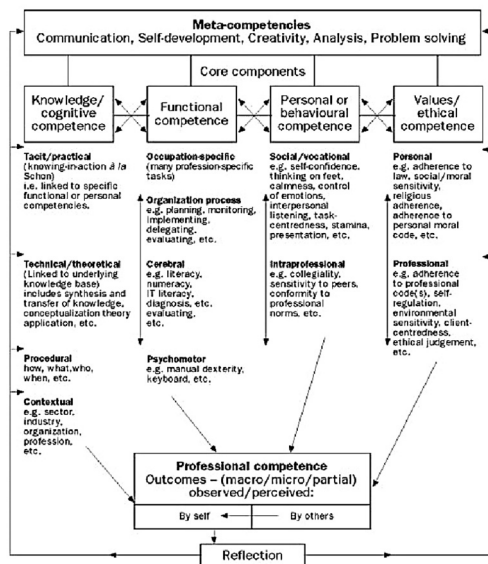 Meta-competencies
Communication, Self-development, Creativity, Analysis, Problem solving
Core components
Knowledge/
cognitive
competence
Functional
competence
Personal or
behavioural
competence
Values/
ethical
competence
Tacit/practical
(knowing-in-action à la
Schon)
i.e. linked to specific
functional or personal
competencies.
Technical/theoretical
(Linked to underlying
knowledge base)
includes synthesis and
transfer of knowledge,
conceptualization theory
application, etc.
Procedural
how, what,who,
when, etc.
Contextual
e.g. sector,
industry,
organization,
profession,
etc.
Occupation-specific
(many profession-specific
tasks)
Organization process
e.g. planning, monitoring,
implementing,
delegating,
evaluating, etc.
Cerebral
e.g. literacy,
numeracy,
IT literacy,
diagnosis, etc.
evaluating,
etc.
Psychomotor
e.g. manual dexterity,
keyboard, etc.
Social/vocational
e.g. self-confidence,
thinking on feet,
calmness, control
of emotions,
interpersonal
listening, task-
centredness, stamina,
presentation, etc.
Intraprofessional
e.g. collegiality,
sensitivity to peers,
conformity to
professional
norms, etc.
Personal
e.g. adherence to
law, social/moral
sensitivity,
religious
adherence,
adherence to
personal moral
code, etc.
Professional
e.g. adherence
to professional
code(s), self-
regulation,
environmental
sensitivity, client-
centredness,
ethical judgement,
etc.
Professional competence
Outcomes – (macro/micro/partial)
observed/perceived:
By self
By others
Reflection